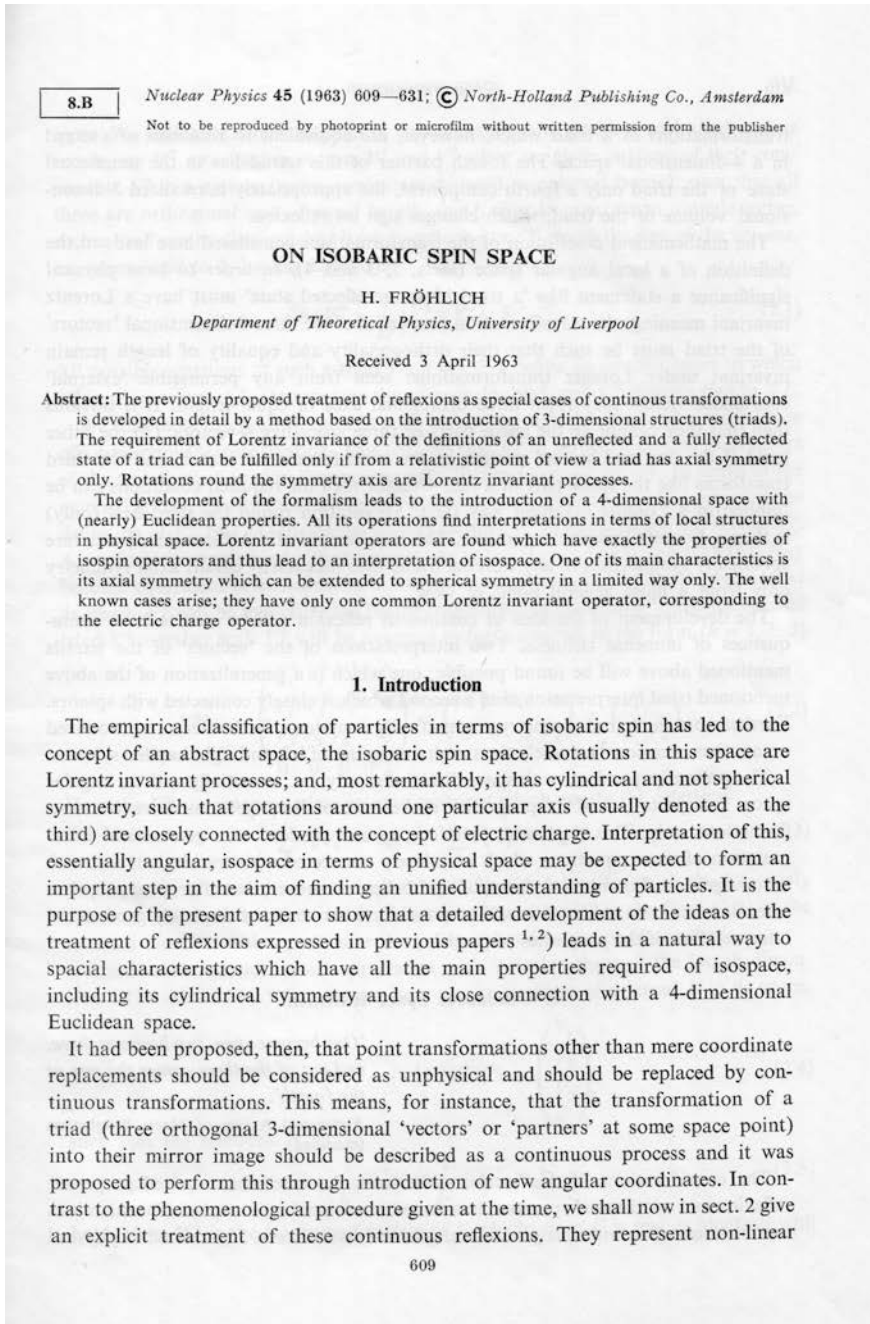 8.B
Nuclear Physics 45 (1963) 609—631; © North-Holland Publishing Co., Amsterdam
Not to be reproduced by photoprint or microfilm without written permission from the publisher
ON ISOBARIC SPIN SPACE
H. FRÖHLICH
Department of Theoretical Physics, University of Liverpool
Received 3 April 1963
Abstract: The previously proposed treatment of reflexions as special cases of continous transformations
is developed in detail by a method based on the introduction of 3-dimensional structures (triads).
The requirement of Lorentz invariance of the definitions of an unreflected and a fully reflected
state of a triad can be fulfilled only if from a relativistic point of view a triad has axial symmetry
only. Rotations round the symmetry axis are Lorentz invariant processes.
The development of the formalism leads to the introduction of a 4-dimensional space with
(nearly) Euclidean properties. All its operations find interpretations in terms of local structures
in physical space. Lorentz invariant operators are found which have exactly the properties of
isospin operators and thus lead to an interpretation of isospace. One of its main characteristics is
its axial symmetry which can be extended to spherical symmetry in a limited way only. The well
known cases arise; they have only one common Lorentz invariant operator, corresponding to
the electric charge operator.
1. Introduction
The empirical classification of particles in terms of isobaric spin has led to the
concept of an abstract space, the isobaric spin space. Rotations in this space are
Lorentz invariant processes; and, most remarkably, it has cylindrical and not spherical
symmetry, such that rotations around one particular axis (usually denoted as the
third) are closely connected with the concept of electric charge. Interpretation of this,
essentially angular, isospace in terms of physical space may be expected to form an
important step in the aim of finding an unified understanding of particles. It is the
purpose of the present paper to show that a detailed development of the ideas on the
treatment of reflexions expressed in previous papers 1, 2) leads in a natural way to
spacial characteristics which have all the main properties required of isospace,
including its cylindrical symmetry and its close connection with a 4-dimensional
Euclidean space.
It had been proposed, then, that point transformations other than mere coordinate
replacements should be considered as unphysical and should be replaced by con-
tinuous transformations. This means, for instance, that the transformation of a
triad (three orthogonal 3-dimensional ‘vectors’ or ‘partners’ at some space point)
into their mirror image should be described as a continuous process and it was
proposed to perform this through introduction of new angular coordinates. In con-
trast to the phenomenological procedure given at the time, we shall now in sect. 2 give
an explicit treatment of these continuous reflexions. They represent non-linear
609